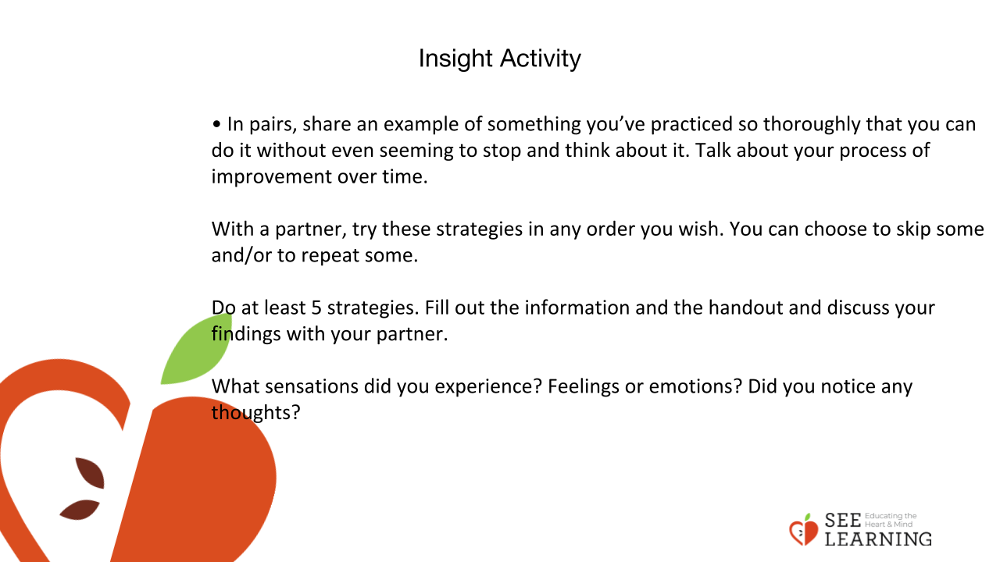 Insight Activity
• In pairs, share an example of something you’ve practiced so thoroughly that you can
do it without even seeming to stop and think about it. Talk about your process of
improvement over time.
With a partner, try these strategies in any order you wish. You can choose to skip some
and/or to repeat some.
Do at least 5 strategies. Fill out the information and the handout and discuss your
findings with your partner.
What sensations did you experience? Feelings or emotions? Did you notice any
thoughts?
SEE Educating the
Heart & Mind
LEARNING